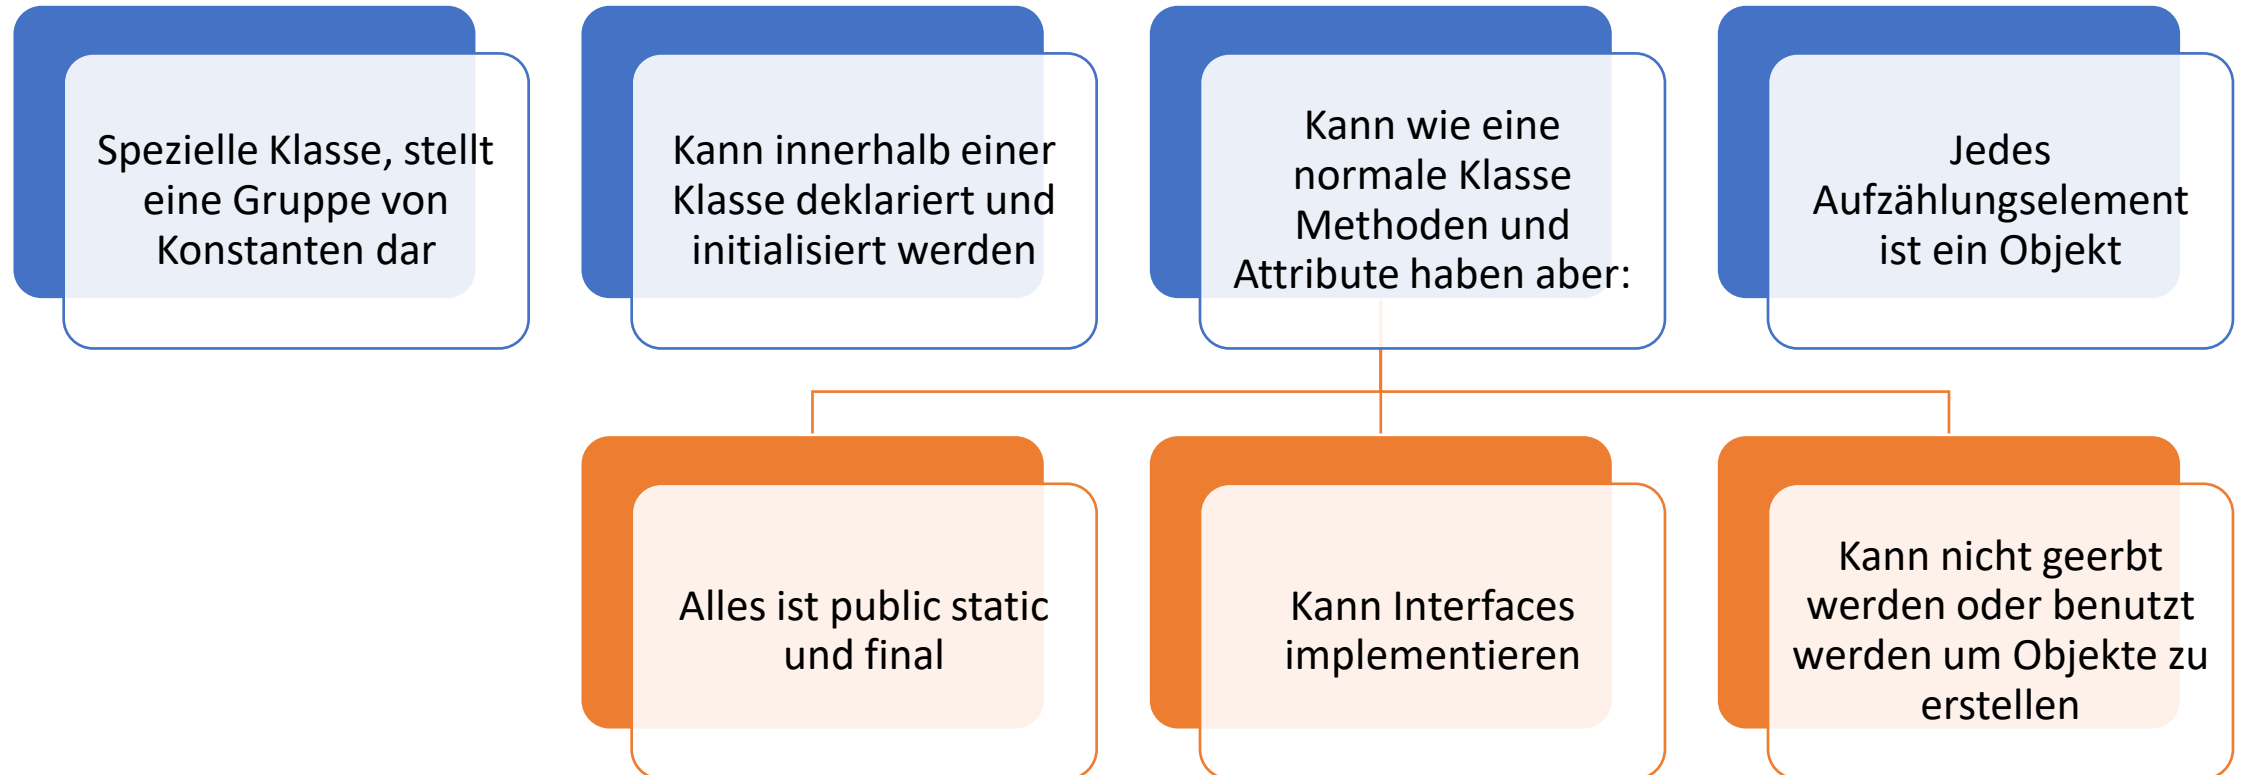 Spezielle Klasse, stellt
eine Gruppe von
Konstanten dar
Kann innerhalb einer
Klasse deklariert und
initialisiert werden
Kann wie eine
normale Klasse
Methoden und
Attribute haben aber:
Jedes
Aufzählungselement
ist ein Objekt
Alles ist public static
und final
Kann Interfaces
implementieren
Kann nicht geerbt
werden oder benutzt
werden um Objekte zu
erstellen